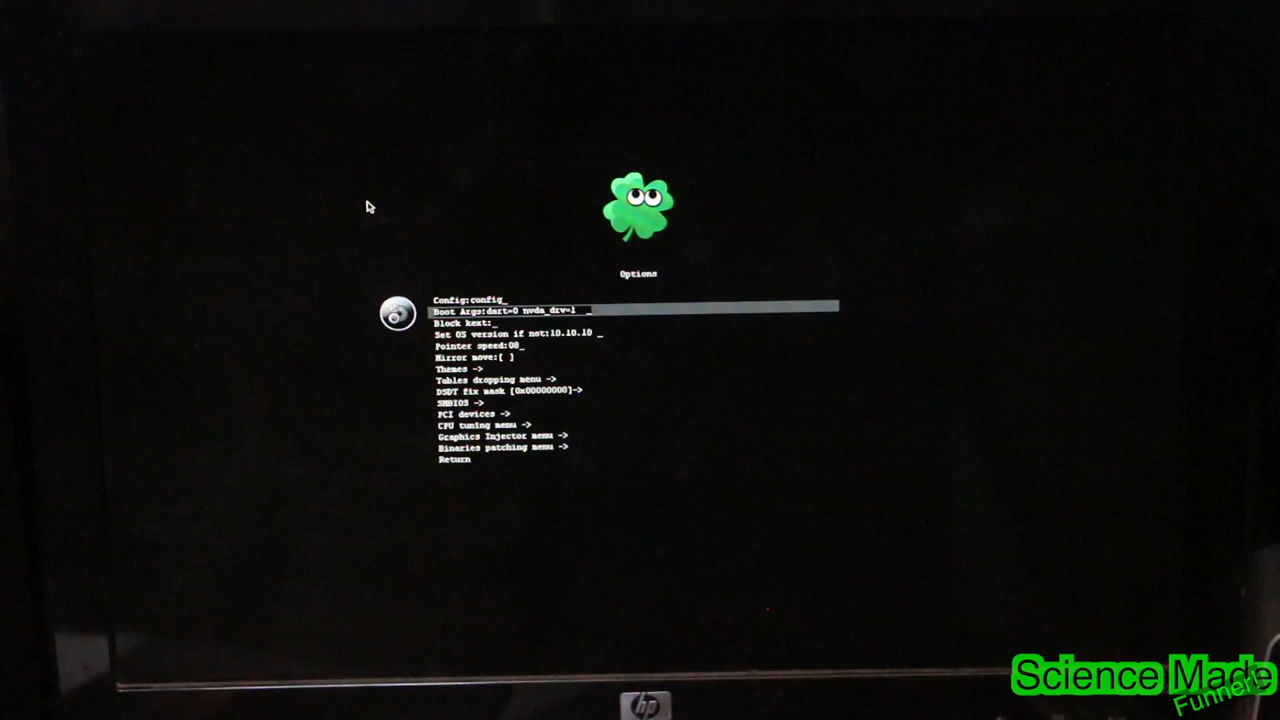 Options
Config:config_
Boot Args:dart=0 nvda_drv=1 _
Block kext:_
Set OS version if not:10.10.10 _
Pointer speed:08_
Mirror move:[ ]
Themes ->
Tables dropping menu ->
DSDT fix mask [0x00000000]->
SMBIOS ->
PCI devices ->
CPU tuning menu ->
Graphics Injector menu ->
Binaries patching menu ->
Return
hp
Science Made
Funner!